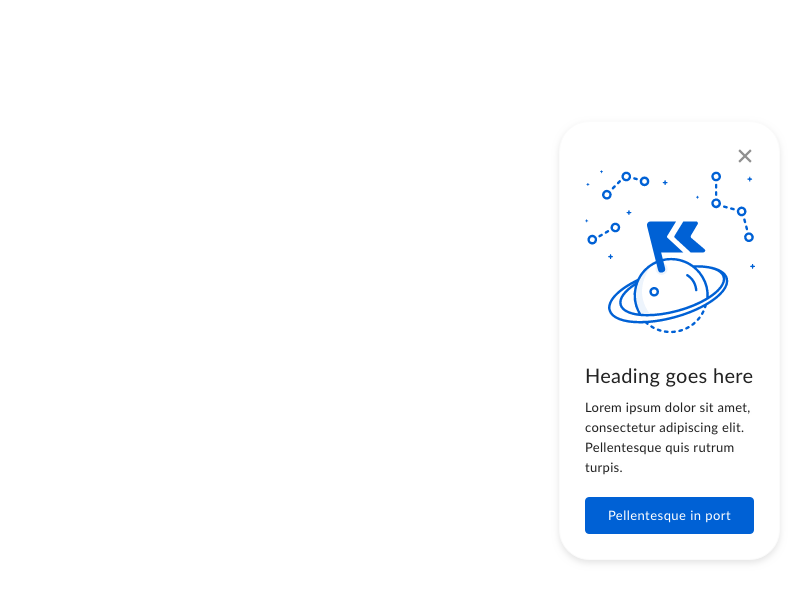 Heading goes here
Lorem ipsum dolor sit amet,
consectetur adipiscing elit.
Pellentesque quis rutrum
turpis.
Pellentesque in port